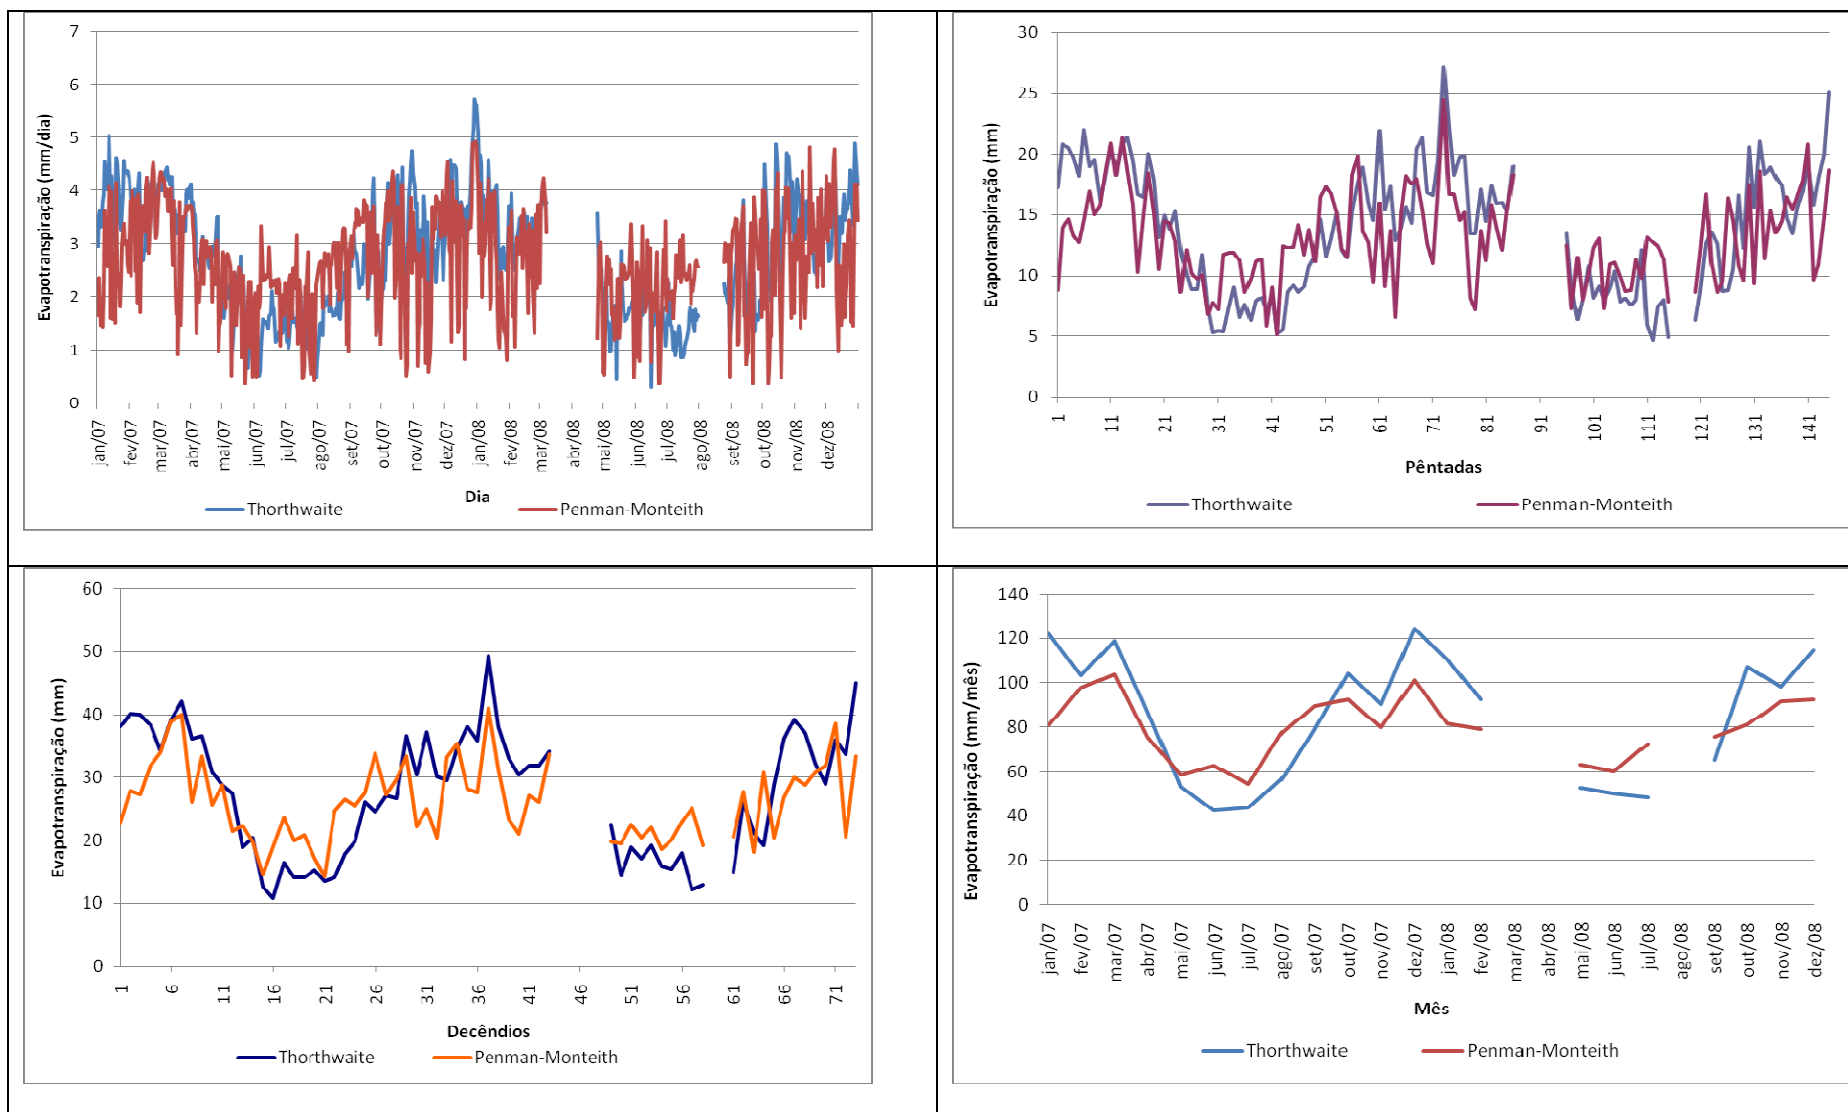 7
6
5
4
3
2
1
0
Evapotranspiração (mm/dia)
jan/07
fev/07
mar/07
abr/07
mai/07
jun/07
jul/07
ago/07
set/07
out/07
nov/07
dez/07
jan/08
fev/08
mar/08
abr/08
mai/08
jun/08
jul/08
ago/08
set/08
out/08
nov/08
dez/08
Dia
Thorthwaite
Penman-Monteith
30
25
20
15
10
5
0
Evapotranspiração (mm)
1
11
21
31
41
51
61
71
81
91
101
111
121
131
141
Pêntadas
Thorthwaite
Penman-Monteith
60
50
40
30
20
10
0
Evapotranspiração (mm)
1
6
11
16
21
26
31
36
41
46
51
56
61
66
71
Decêndios
Thorthwaite
Penman-Monteith
140
120
100
80
60
40
20
0
Evapotranspiração (mm/mês)
jan/07
fev/07
mar/07
abr/07
mai/07
jun/07
jul/07
ago/07
set/07
out/07
nov/07
dez/07
jan/08
fev/08
mar/08
abr/08
mai/08
jun/08
jul/08
ago/08
set/08
out/08
nov/08
dez/08
Mês
Thorthwaite
Penman-Monteith